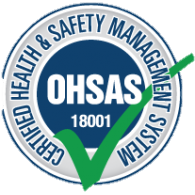 CERTIFIED HEALTH & SAFETY MANAGEMENT SYSTEM
OHSAS
18001